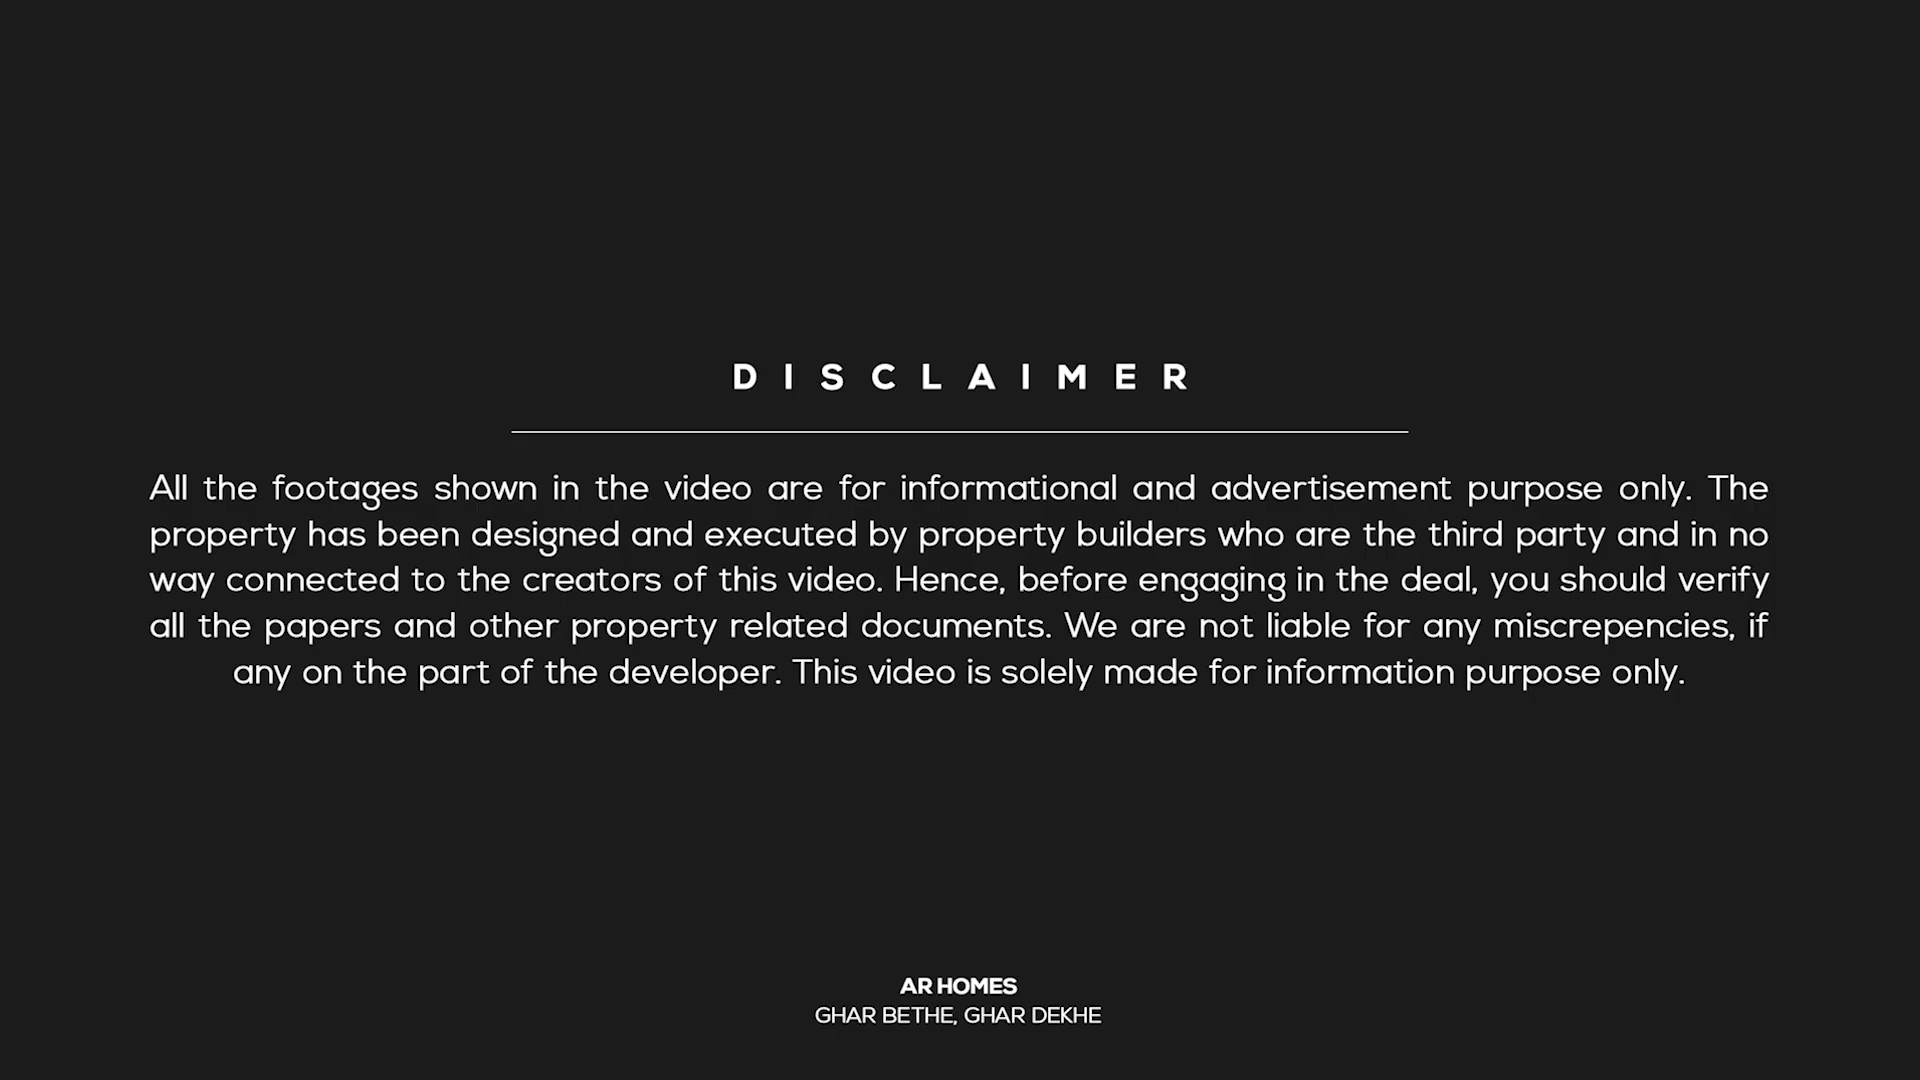 DISCLAIMER
All the footages shown in the video are for informational and advertisement purpose only. The
property has been designed and executed by property builders who are the third party and in no
way connected to the creators of this video. Hence, before engaging in the deal, you should verify
all the papers and other property related documents. We are not liable for any miscrepencies, if
any on the part of the developer. This video is solely made for information purpose only.
AR HOMES
GHAR BETHE, GHAR DEKHE